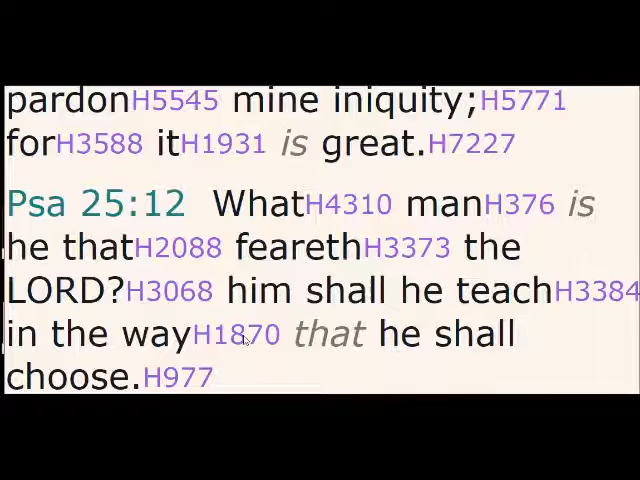 pardonH5545 mine iniquity;H5771
forH3588 itH1931 is great.H7227
Psa 25:12 WhatH4310 manH376 is
he thatH2088 fearethH3373 the
LORD?H3068 him shall he teachH3384
in the wayH1870 that he shall
choose.H977